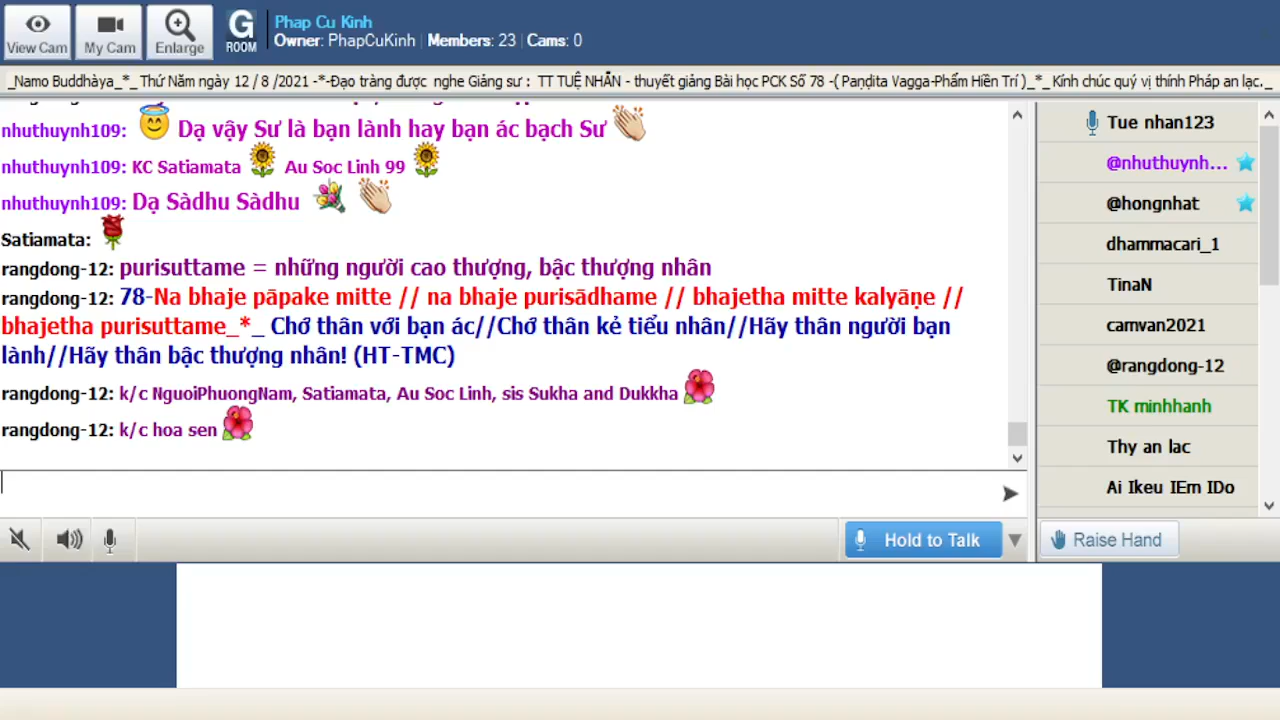 Phap Cu Kinh
Owner: PhapCuKinh | Members: 23 | Cams: 0
View Cam
My Cam
Enlarge
G ROOM
_Namo Buddhàya_*_Thứ Năm ngày 12 / 8 /2021 -*-Đạo tràng được nghe Giảng sư : TT TUỆ NHẪN - thuyết giảng Bài học PCK Số 78 -( Paṇḍita Vagga-Phẩm Hiền Trí )_*_ Kính chúc quý vị thính Pháp an lạc._
nhuthuynh109: Dạ vậy Sư là bạn lành hay bạn ác bạch Sư
nhuthuynh109: KC Satiamata Au Soc Linh 99
nhuthuynh109: Dạ Sàdhu Sàdhu
Satiamata:
rangdong-12: purisuttame = những người cao thượng, bậc thượng nhân
rangdong-12: 78-Na bhaje pāpake mitte // na bhaje purisādhame // bhajetha mitte kalyāṇe //
bhajetha purisuttame_*_ Chớ thân với bạn ác//Chớ thân kẻ tiểu nhân//Hãy thân người bạn
lành//Hãy thân bậc thượng nhân! (HT-TMC)
rangdong-12: k/c NguoiPhuongNam, Satiamata, Au Soc Linh, sis Sukha and Dukkha
rangdong-12: k/c hoa sen
Tue nhan123
@nhuthuynh...
@hongnhat
dhammacari_1
TinaN
camvan2021
@rangdong-12
TK minhhanh
Thy an lac
Ai Ikeu IEm IDo
Hold to Talk
Raise Hand